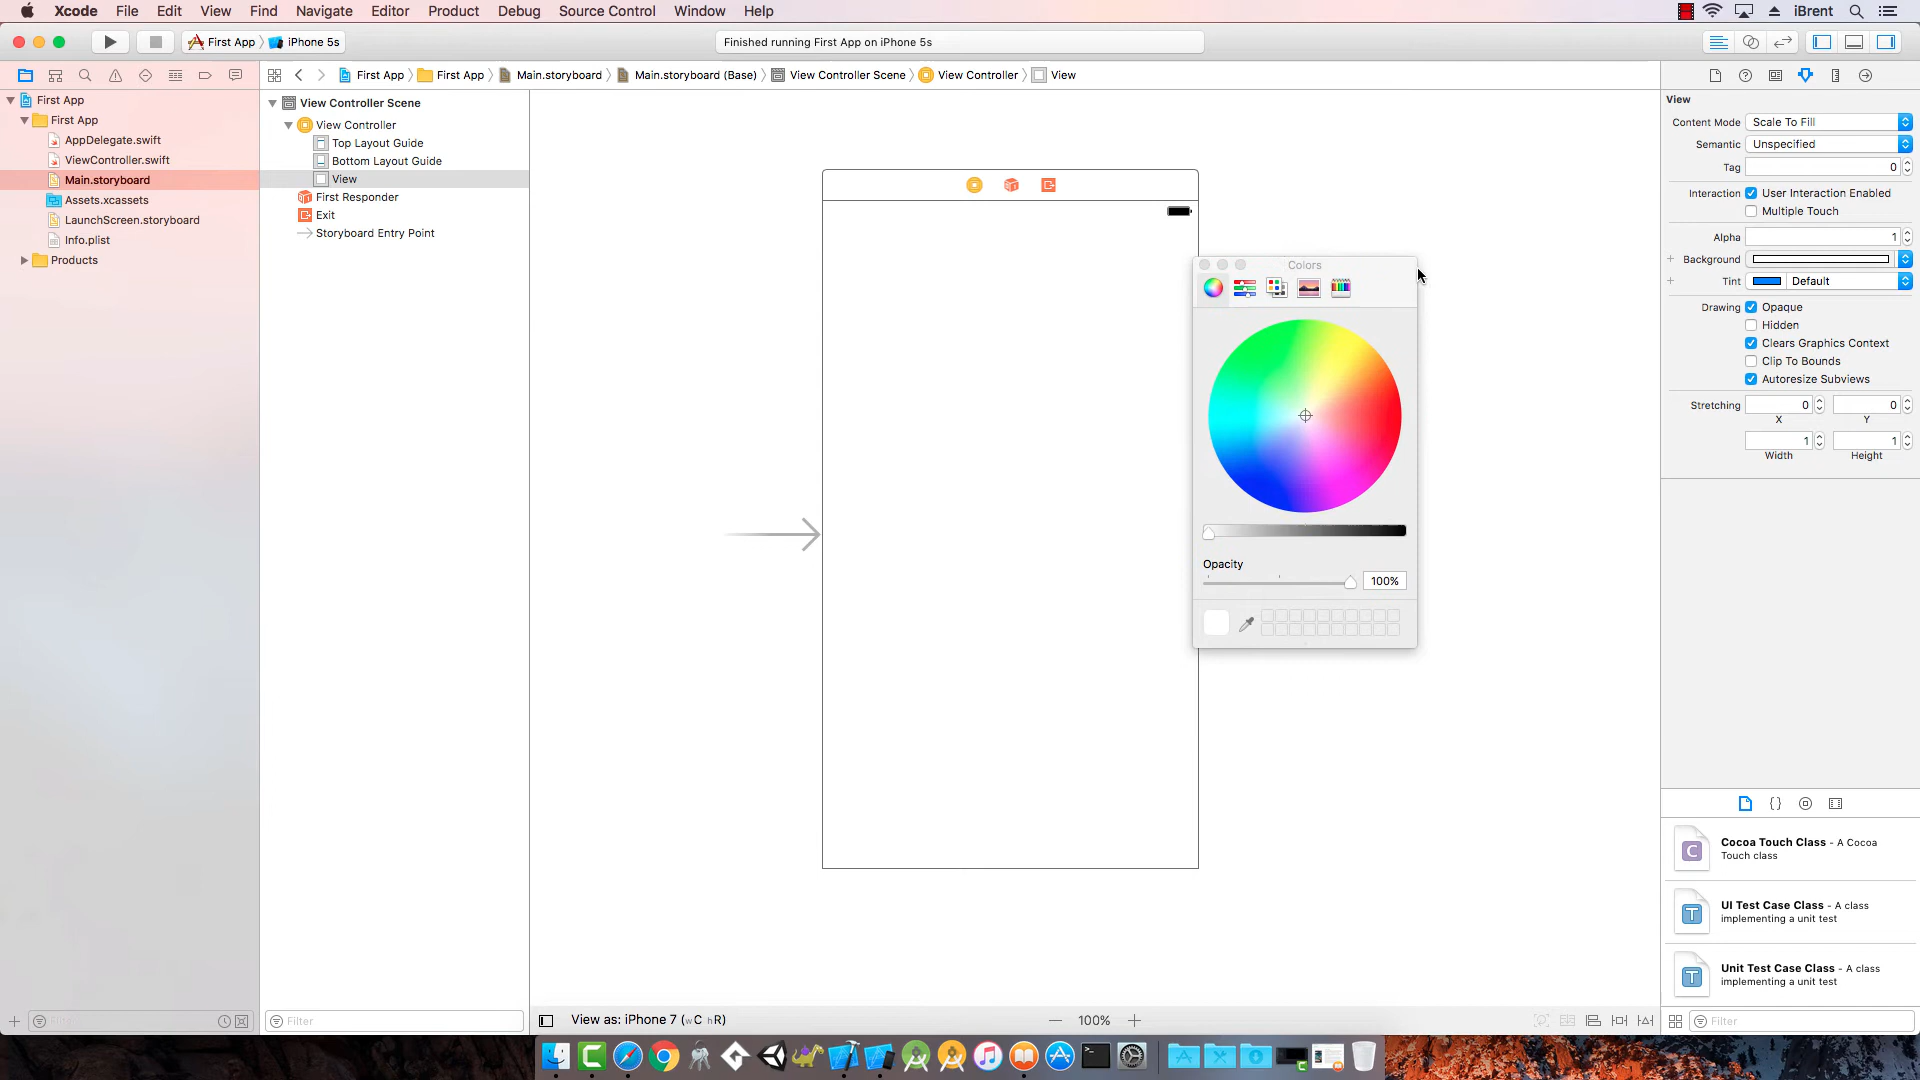 Xcode File Edit View Find Navigate Editor Product Debug Source Control Window Help iBrent
First App iPhone 5s Finished running First App on iPhone 5s
First App First App Main.storyboard Main.storyboard (Base) View Controller Scene View Controller View
First App
First App
AppDelegate.swift
ViewController.swift
Main.storyboard
Assets.xcassets
LaunchScreen.storyboard
Info.plist
Products
Filter
View Controller Scene
View Controller
Top Layout Guide
Bottom Layout Guide
View
First Responder
Exit
Storyboard Entry Point
Filter
Colors
Opacity
100%
View as: iPhone 7 (wC hR)
100%
View
Content Mode Scale To Fill
Semantic Unspecified
Tag 0
Interaction User Interaction Enabled
Multiple Touch
Alpha 1
Background
Tint Default
Drawing Opaque
Hidden
Clears Graphics Context
Clip To Bounds
Autoresize Subviews
Stretching 0 0
X Y
1 1
Width Height
C
Cocoa Touch Class - A Cocoa
Touch class
T
UI Test Case Class - A class
implementing a unit test
T
Unit Test Case Class - A class
implementing a unit test
Filter